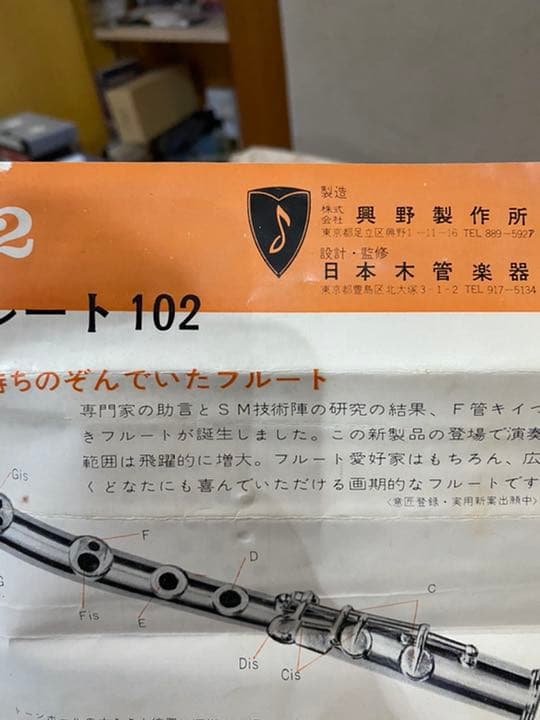 製造
株式会社 興野製作所
東京都足立区興野1-11-16 TEL 889-5927
設計・監修
日本木管楽器
東京都豊島区北大塚3-1-2 TEL 917-5134
2
ート 102
待ちのぞんでいたフルート
専門家の助言とSM技術陣の研究の結果、F管キイつ
きフルートが誕生しました。この新製品の登場で演奏
範囲は飛躍的に増大。フルート愛好家はもちろん、広
くどなたにも喜んでいただける画期的なフルートです
〈意匠登録・実用新案出願中〉
Gis
F
D
C
G
Fis
E
Dis
Cis